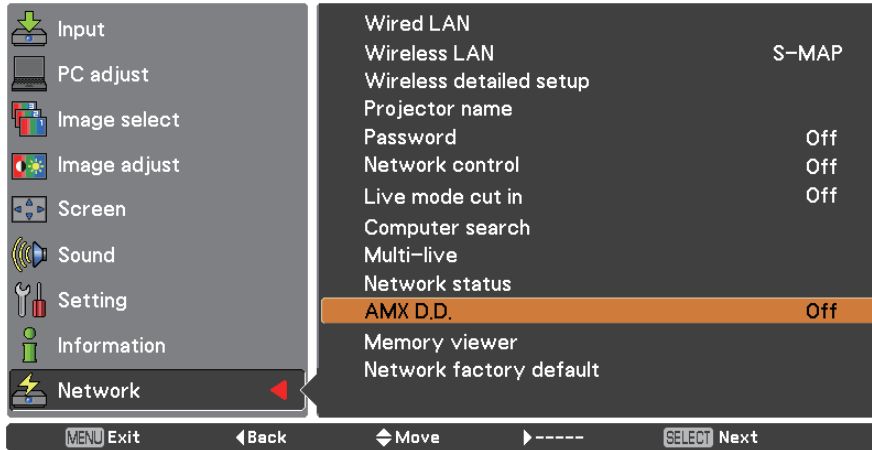 Input
PC adjust
Image select
Image adjust
Screen
Sound
Setting
Information
Network
Wired LAN
Wireless LAN S-MAP
Wireless detailed setup
Projector name
Password Off
Network control Off
Live mode cut in Off
Computer search
Multi-live
Network status
AMX D.D. Off
Memory viewer
Network factory default
MENU Exit Back Move ----- SELECT Next